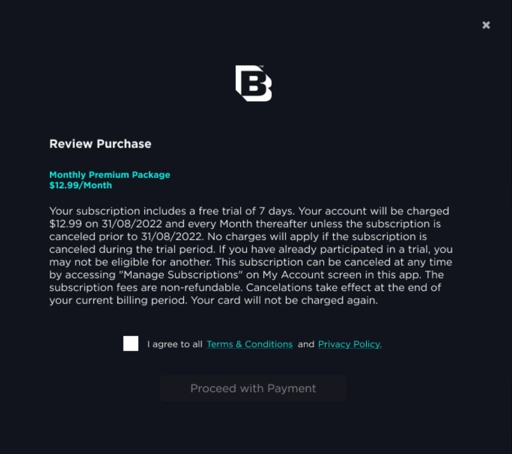 B
Review Purchase
Monthly Premium Package
$12.99/Month
Your subscription includes a free trial of 7 days. Your account will be charged
$12.99 on 31/08/2022 and every Month thereafter unless the subscription is
canceled prior to 31/08/2022. No charges will apply if the subscription is
canceled during the trial period. If you have already participated in a trial, you
may not be eligible for another. This subscription can be canceled at any time
by accessing "Manage Subscriptions" on My Account screen in this app. The
subscription fees are non-refundable. Cancelations take effect at the end of
your current billing period. Your card will not be charged again.
I agree to all Terms & Conditions and Privacy Policy.
Proceed with Payment